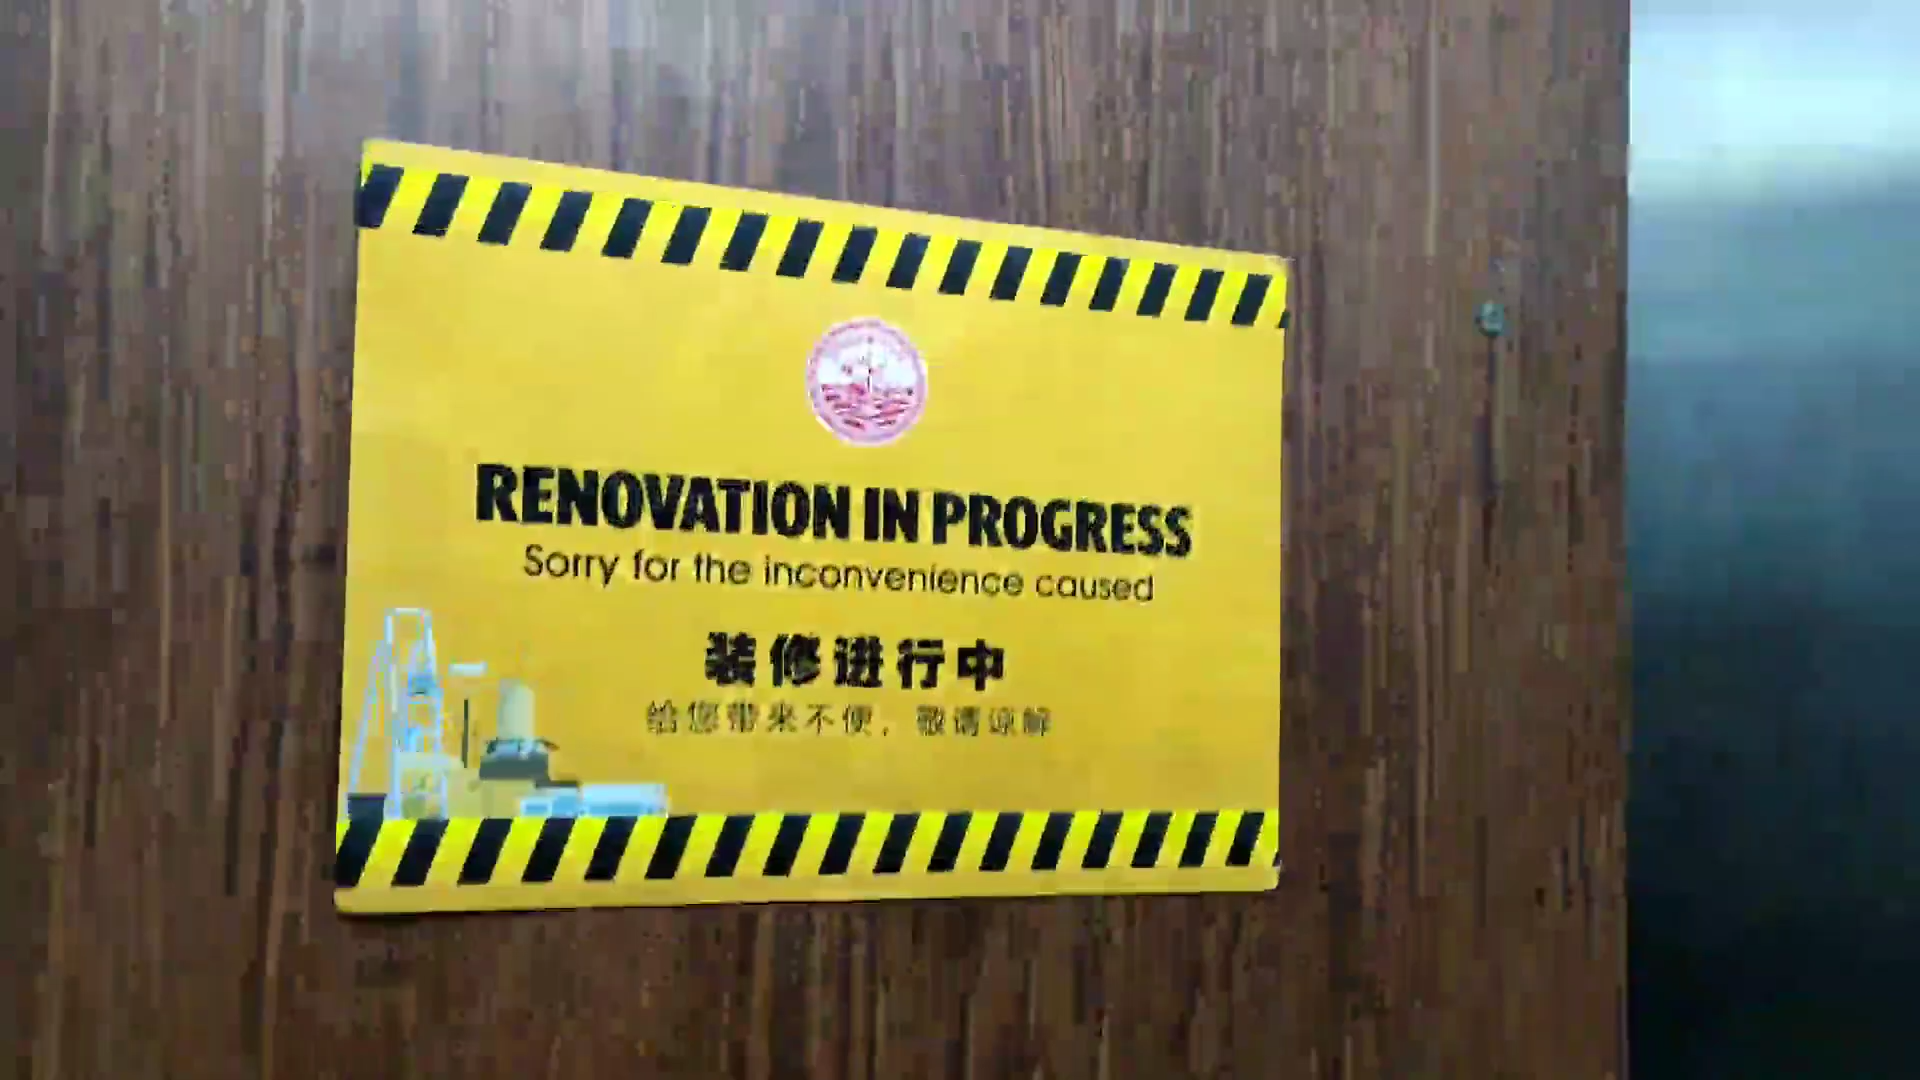 RENOVATION IN PROGRESS
Sorry for the inconvenience caused
装修进行中
给您带来不便，敬请谅解